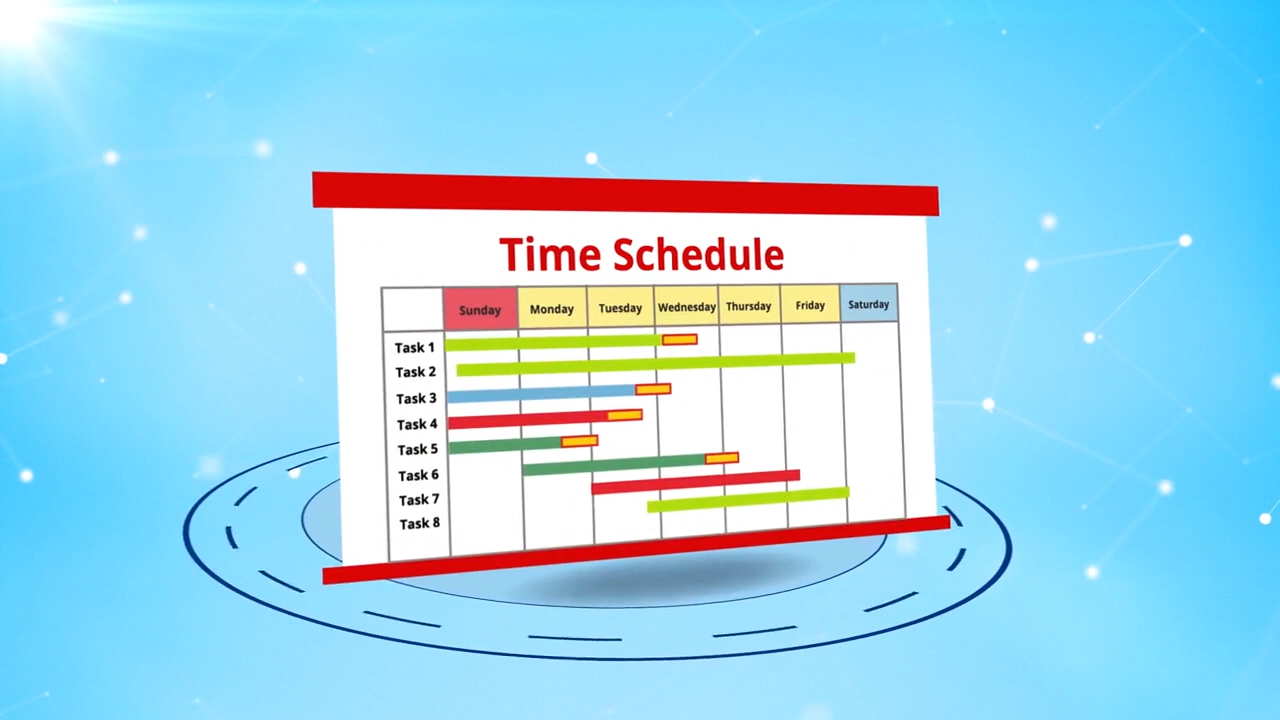 Time Schedule
Sunday Monday Tuesday Wednesday Thursday Friday Saturday
Task 1
Task 2
Task 3
Task 4
Task 5
Task 6
Task 7
Task 8